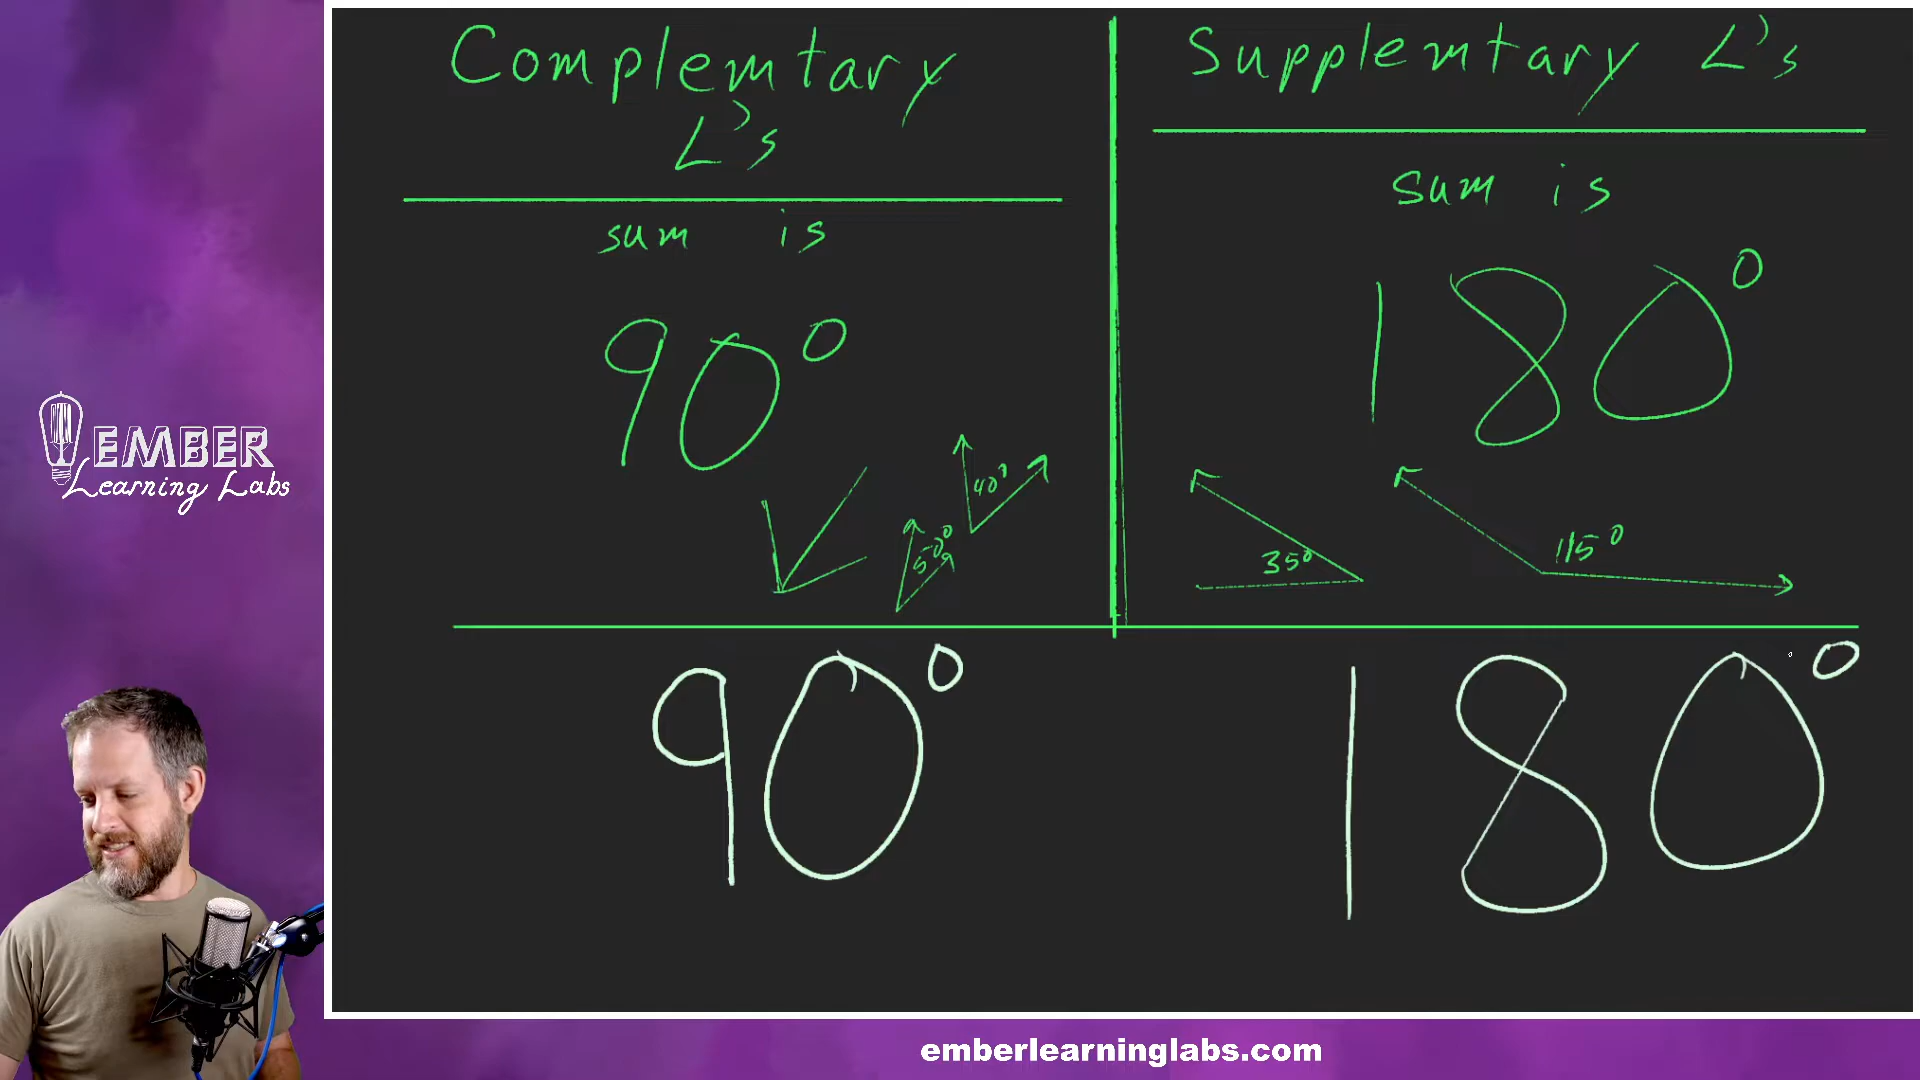 EMBER
Learning Labs
Complemtary
L's
sum is
90°
40°
50°
90°
Supplemtary L's
sum is
180°
35°
115°
180°
emberlearninglabs.com